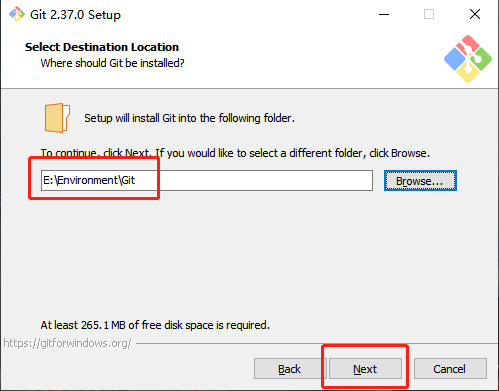 Git 2.37.0 Setup
Select Destination Location
Where should Git be installed?
Setup will install Git into the following folder.
To continue, click Next. If you would like to select a different folder, click Browse.
E:\Environment\Git
Browse...
At least 265.1 MB of free disk space is required.
https://gitforwindows.org/
Back
Next
Cancel